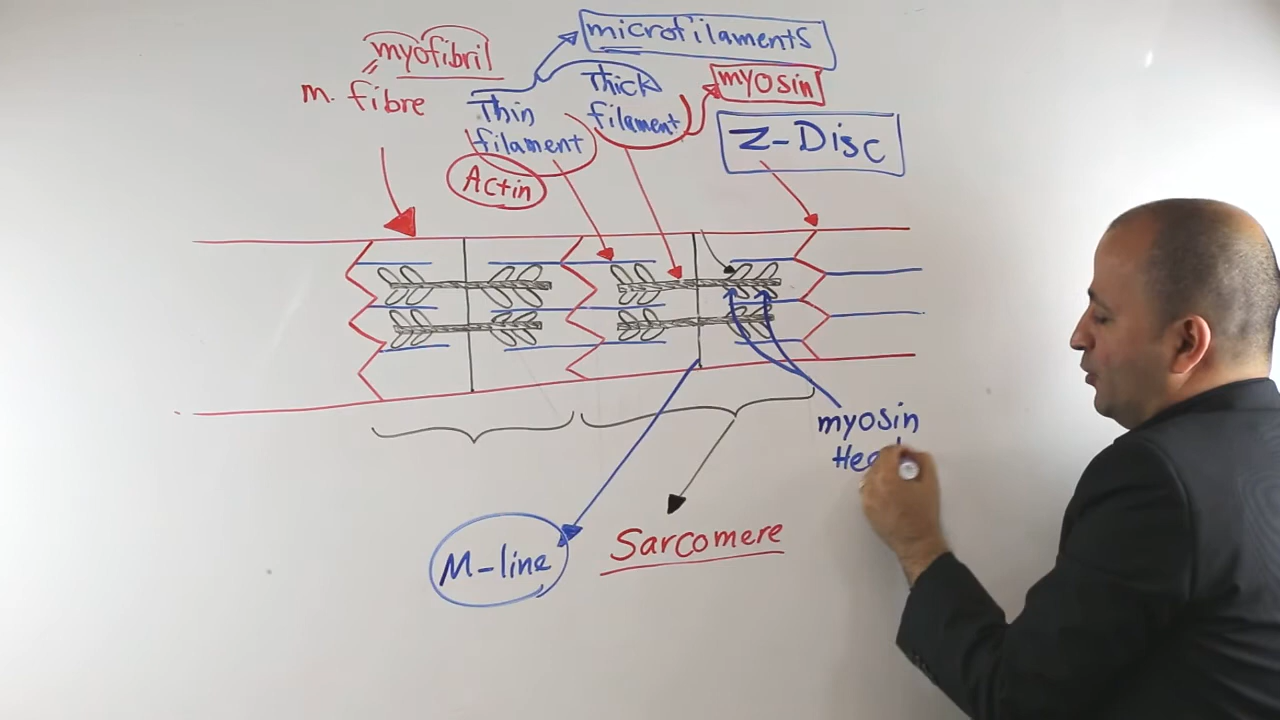 myofibril
m. fibre
microfilaments
Thin
filament
Actin
Thick
filament
myosin
Z-Disc
myosin
M-line
Sarcomere